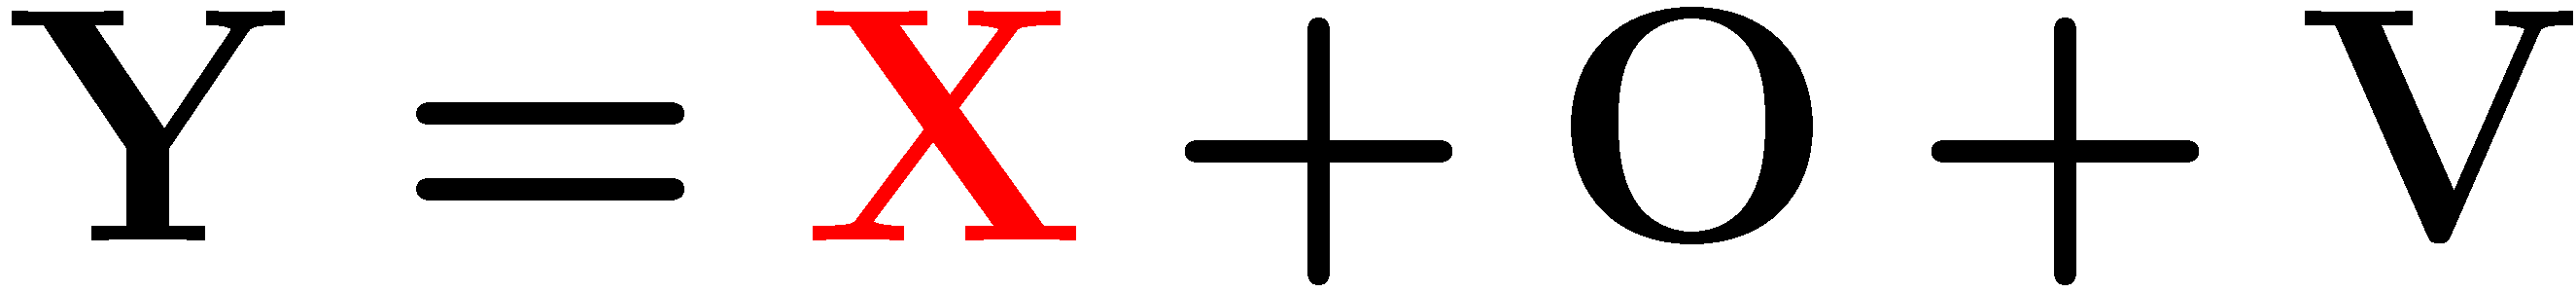 Y = X + O + V